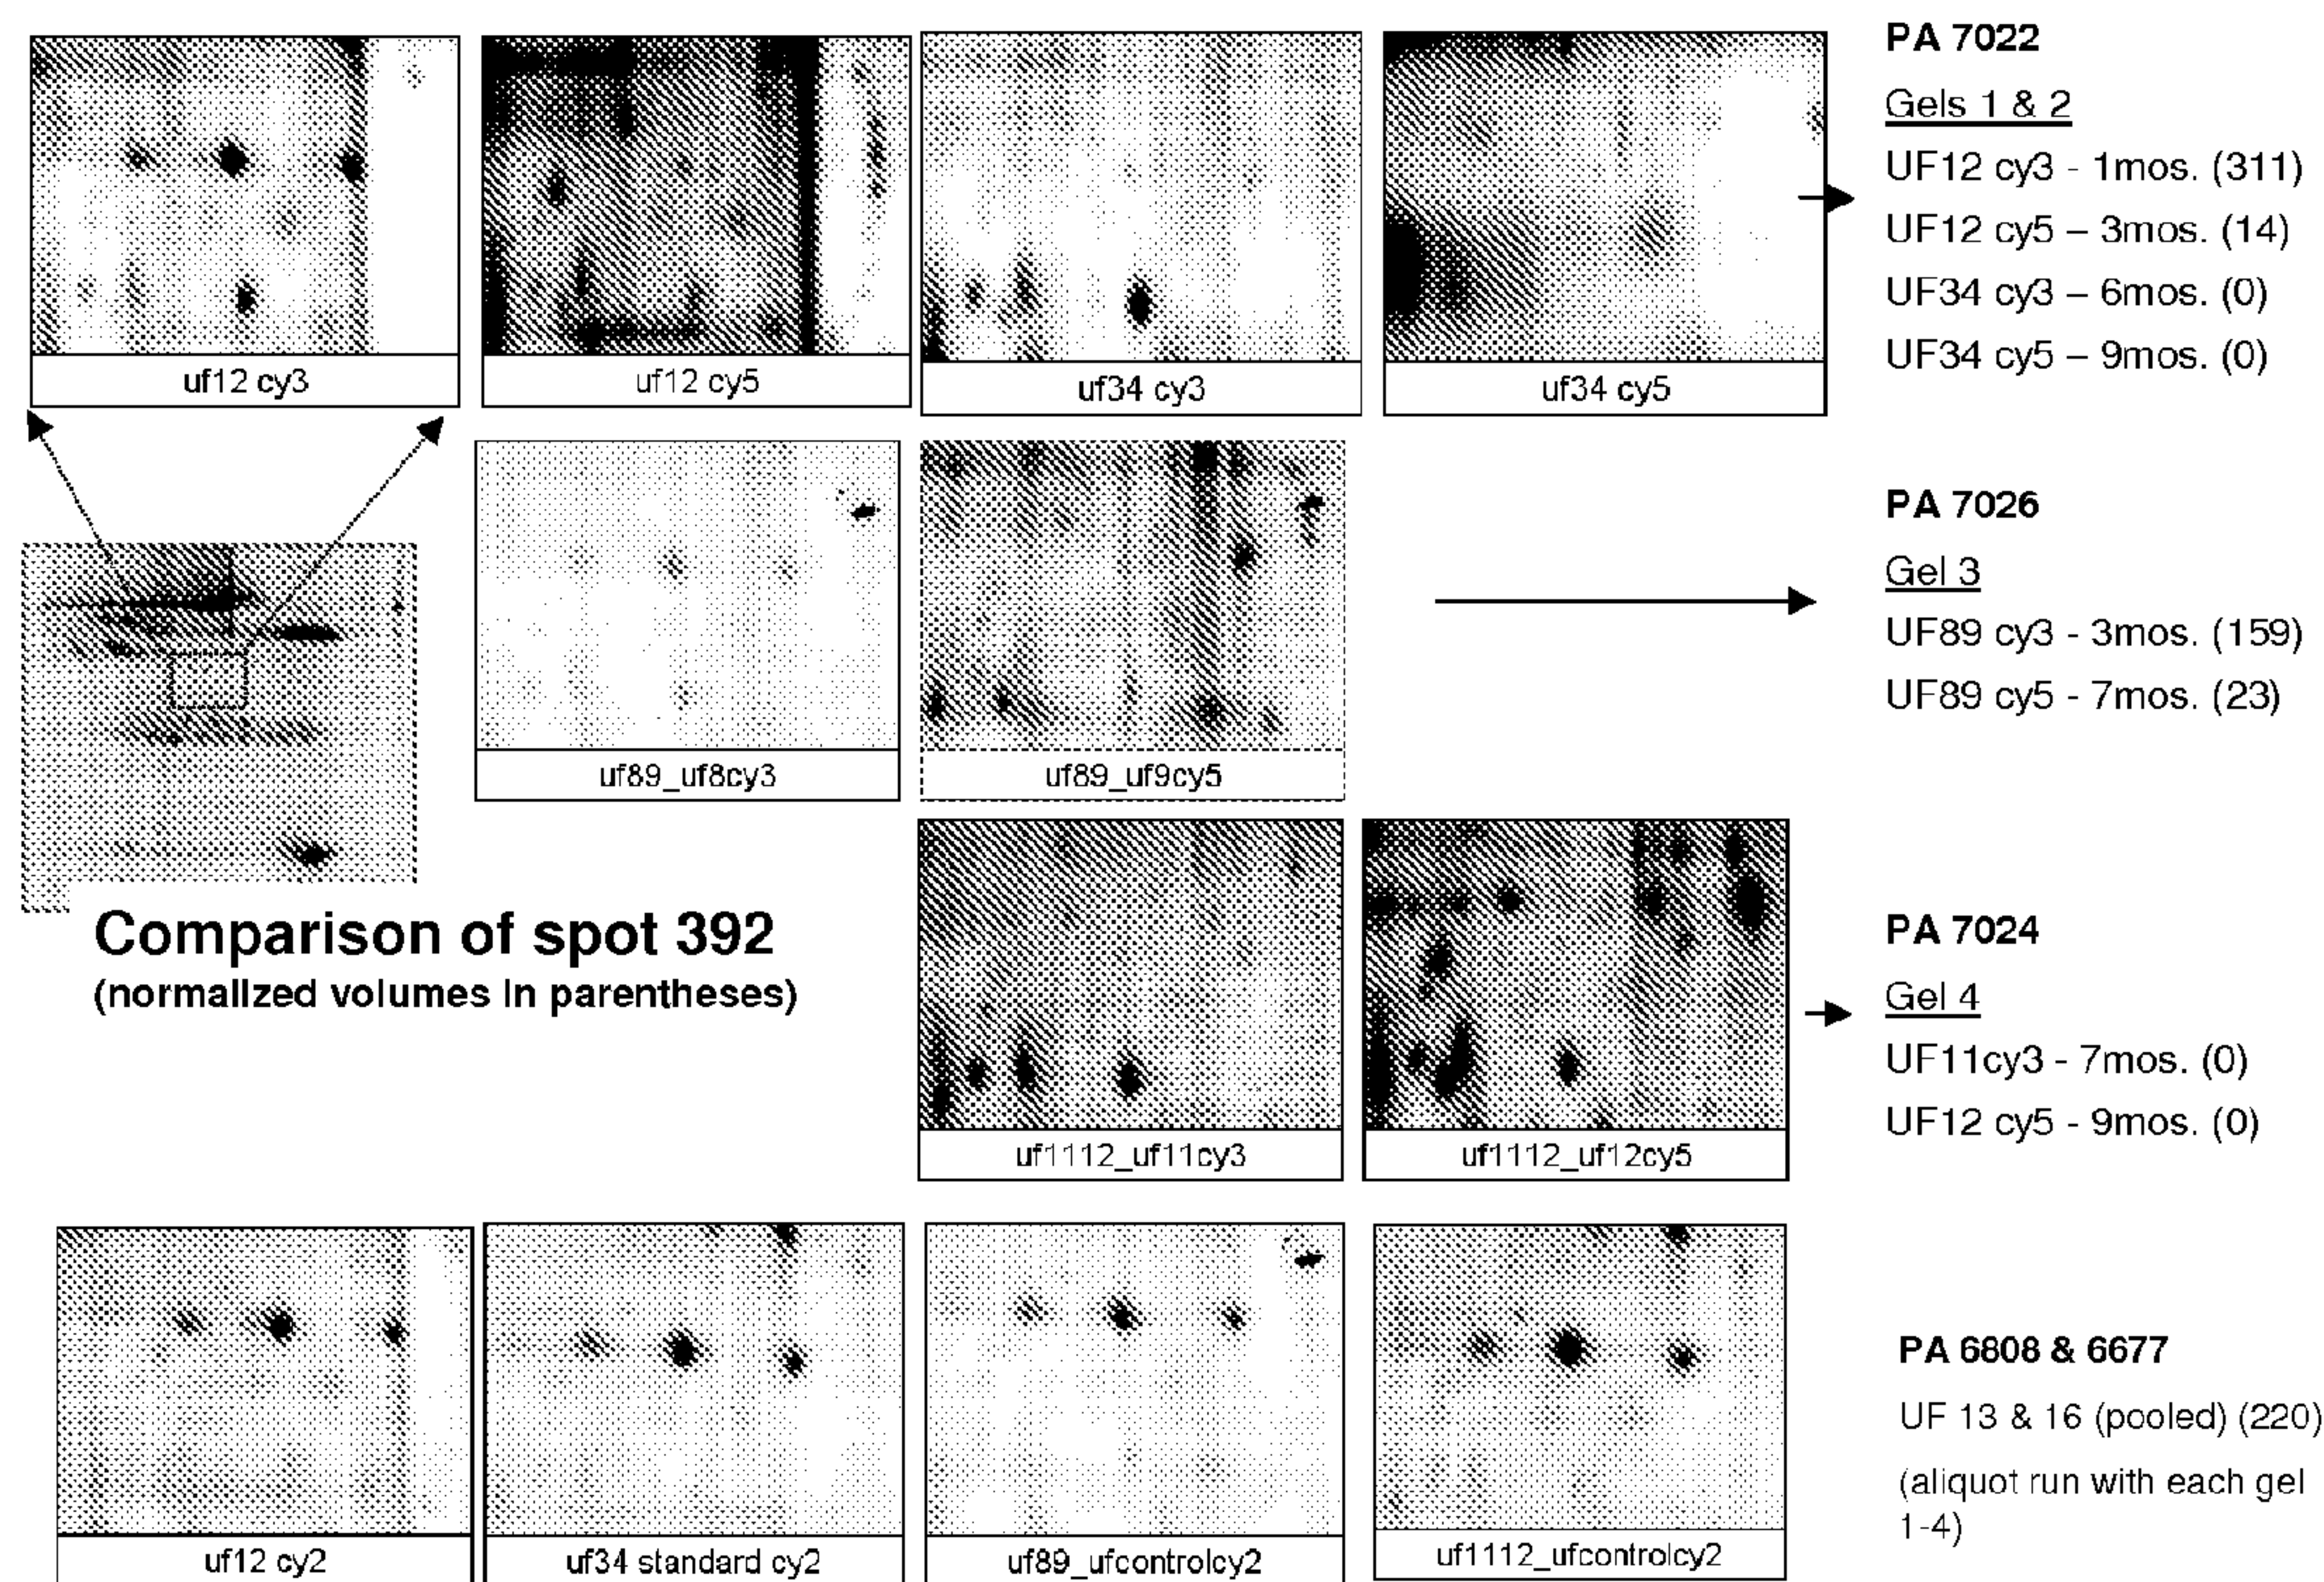 PA 7022
Gels 1 & 2
UF12 cy3 - 1mos. (311)
UF12 cy5 – 3mos. (14)
UF34 cy3 – 6mos. (0)
UF34 cy5 – 9mos. (0)
uf12 cy3
uf12 cy5
uf34 cy3
uf34 cy5
PA 7026
Gel 3
UF89 cy3 - 3mos. (159)
UF89 cy5 - 7mos. (23)
uf89_uf8cy3
uf89_uf9cy5
Comparison of spot 392
(normalized volumes in parentheses)
PA 7024
Gel 4
UF11cy3 - 7mos. (0)
UF12 cy5 - 9mos. (0)
uf1112_uf11cy3
uf1112_uf12cy5
PA 6808 & 6677
UF 13 & 16 (pooled) (220)
(aliquot run with each gel
1-4)
uf12 cy2
uf34 standard cy2
uf89_ufcontrolcy2
uf1112_ufcontrolcy2